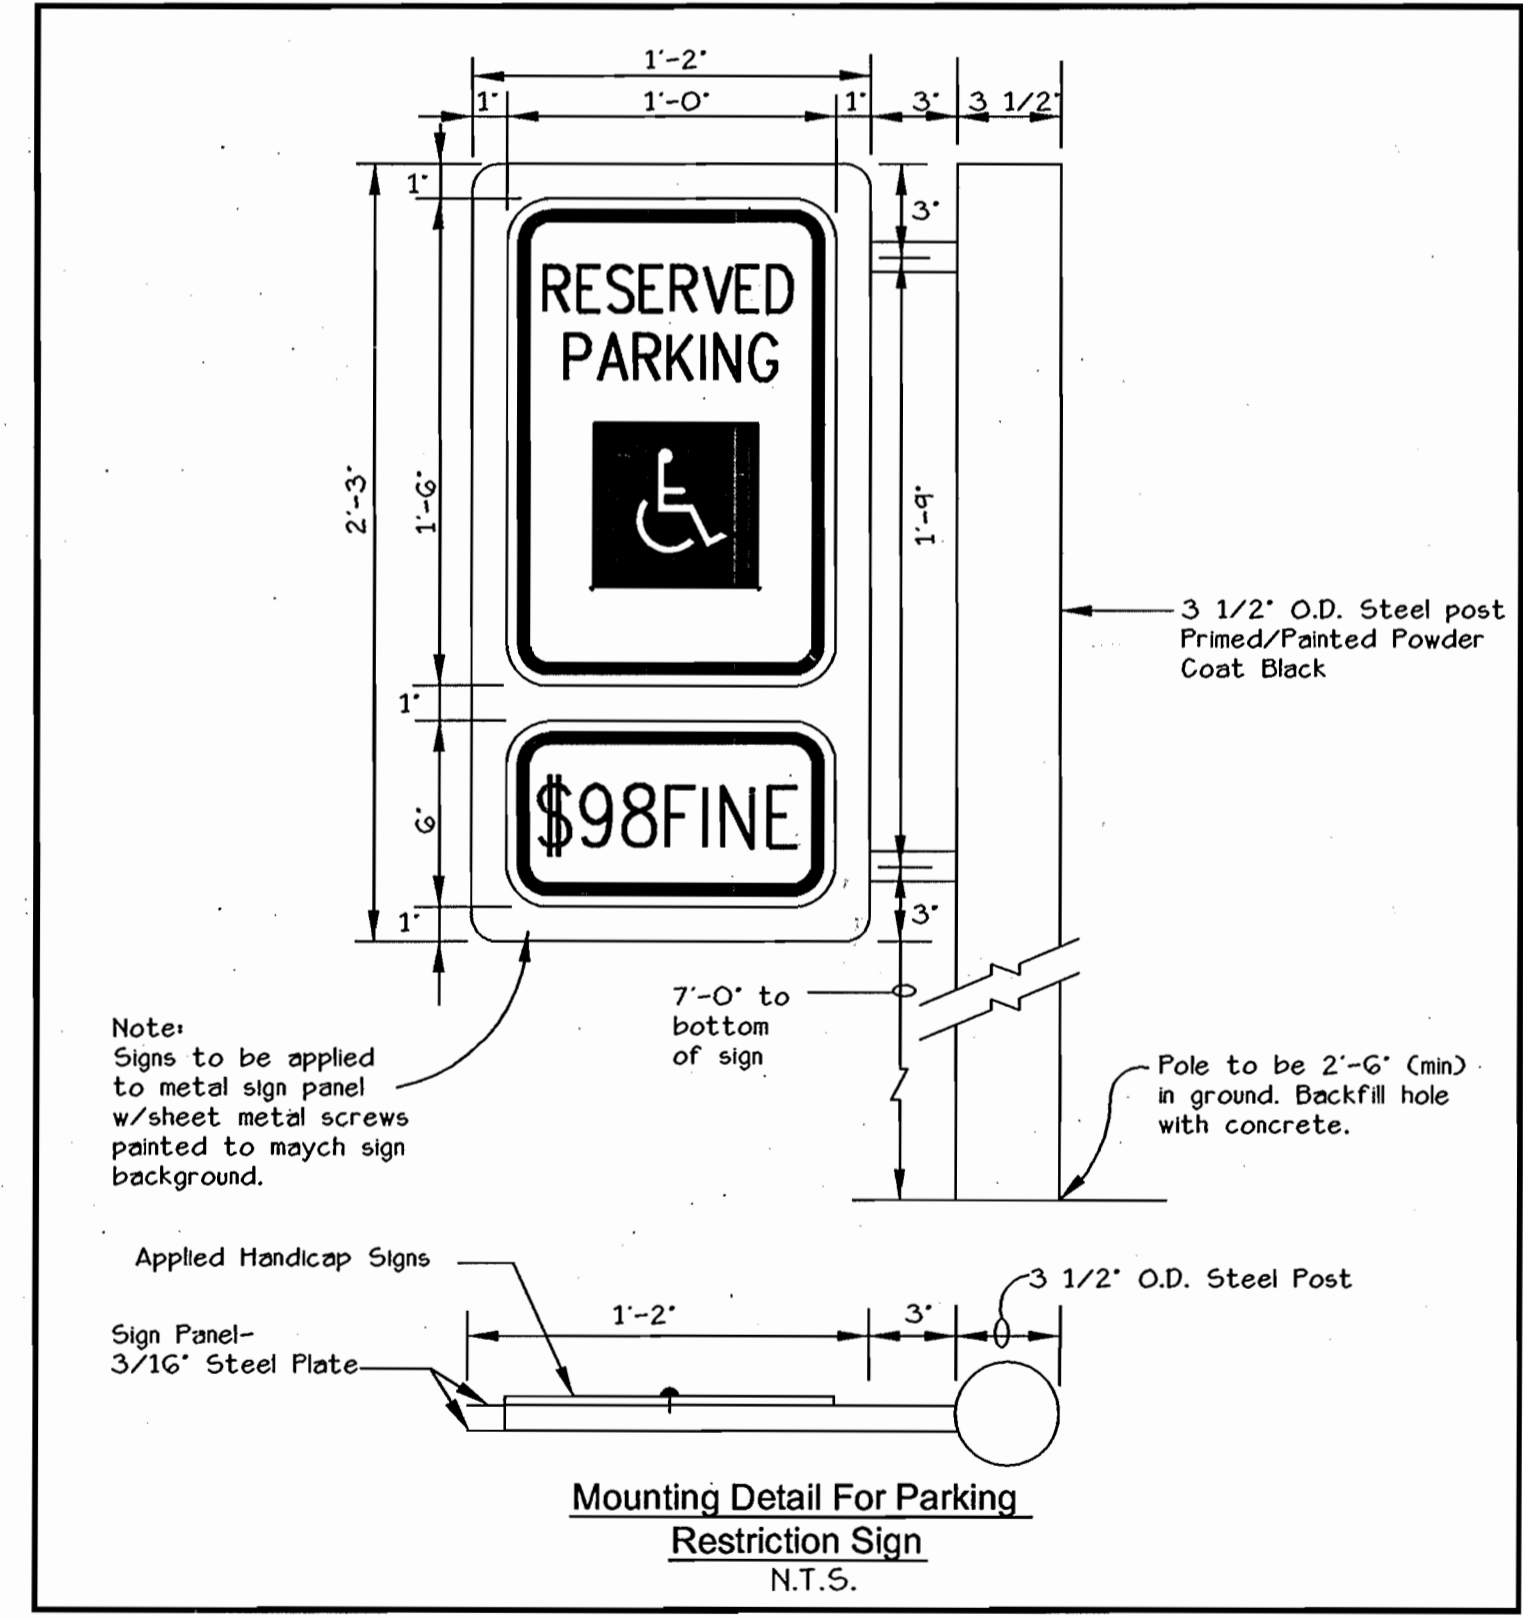 1'-2"
1" 1'-0" 1" 3" 3 1/2"
1"
3"
RESERVED
PARKING
2'-3"
1'-6"
1'-9"
3 1/2" O.D. Steel post
Primed/Painted Powder
Coat Black
1"
6"
$98FINE
1"
3"
7'-0" to
bottom
of sign
Note:
Signs to be applied
to metal sign panel
w/sheet metal screws
painted to maych sign
background.
Pole to be 2'-6" (min)
in ground. Backfill hole
with concrete.
Applied Handicap Signs
3 1/2" O.D. Steel Post
1'-2"
3"
Sign Panel-
3/16" Steel Plate
Mounting Detail For Parking
Restriction Sign
N.T.S.